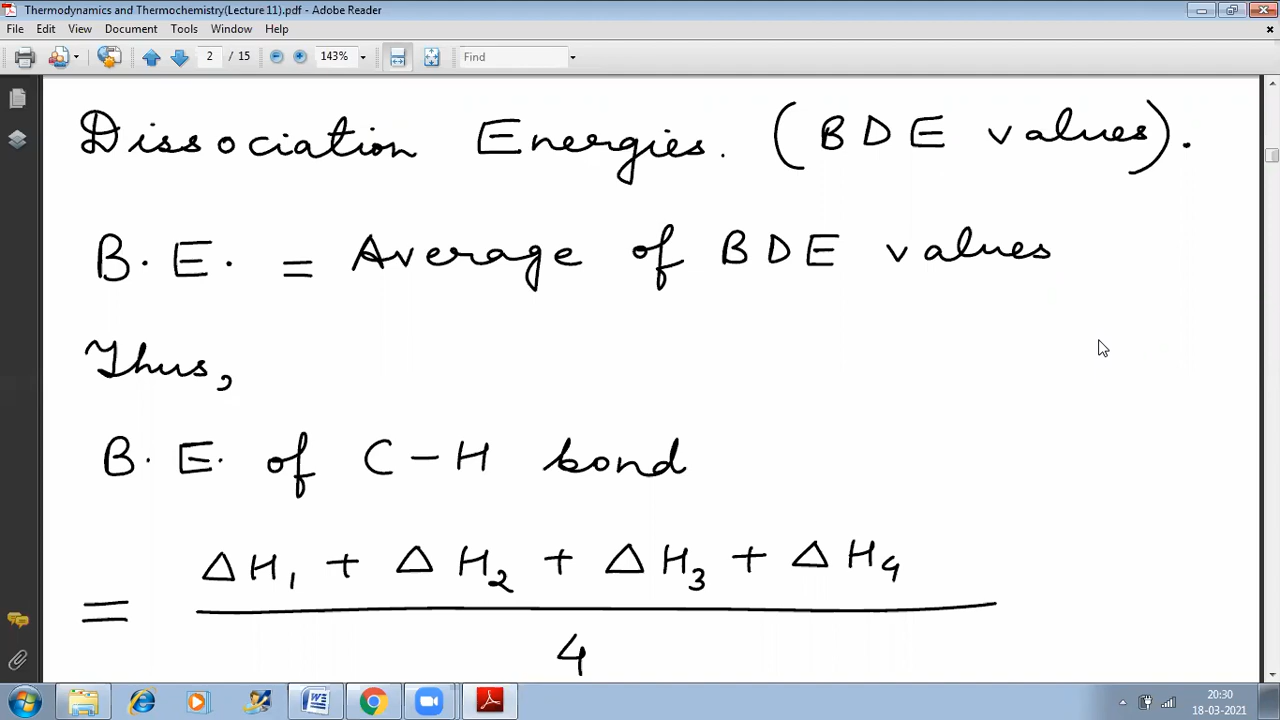 Thermodynamics and Thermochemistry(Lecture 11).pdf - Adobe Reader
File Edit View Document Tools Window Help
2 / 15 143% Find
Dissociation Energies. (BDE values).
B.E. = Average of BDE values
Thus,
B.E. of C-H bond
= ΔH₁ + ΔH₂ + ΔH₃ + ΔH₄
4
20:30
18-03-2021